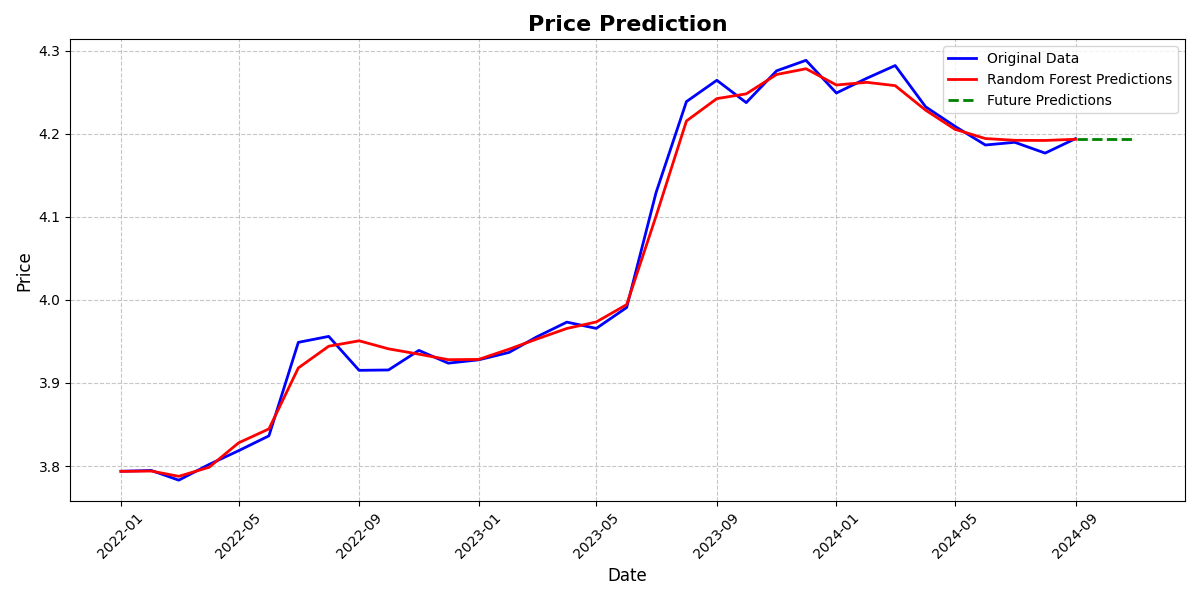 Price Prediction
Original Data
Random Forest Predictions
Future Predictions
4.3
4.2
4.1
4.0
3.9
3.8
Price
2022-01
2022-05
2022-09
2023-01
2023-05
2023-09
2024-01
2024-05
2024-09
Date